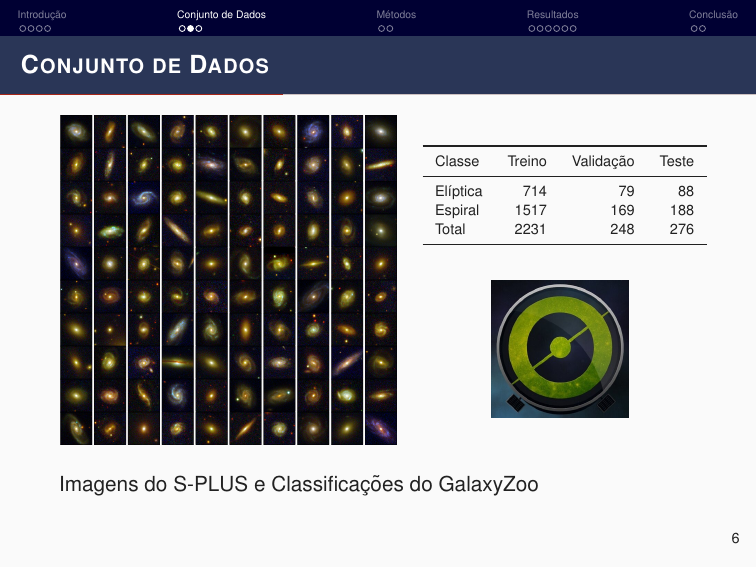 Introdução Conjunto de Dados Métodos Resultados Conclusão
CONJUNTO DE DADOS
Classe Treino Validação Teste
Elíptica 714 79 88
Espiral 1517 169 188
Total 2231 248 276
Imagens do S-PLUS e Classificações do GalaxyZoo
6